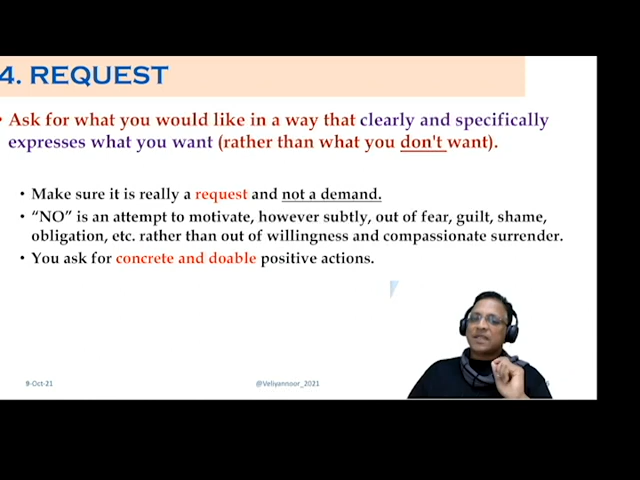 4. REQUEST
• Ask for what you would like in a way that clearly and specifically
expresses what you want (rather than what you don't want).
• Make sure it is really a request and not a demand.
• “NO” is an attempt to motivate, however subtly, out of fear, guilt, shame,
obligation, etc. rather than out of willingness and compassionate surrender.
• You ask for concrete and doable positive actions.
9-Oct-21
@Veliyannoor_2021